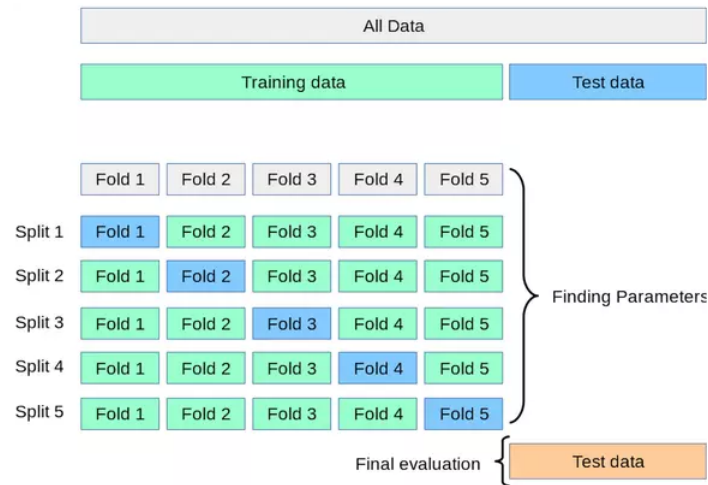 All Data
Training data Test data
Fold 1 Fold 2 Fold 3 Fold 4 Fold 5
Split 1 Fold 1 Fold 2 Fold 3 Fold 4 Fold 5
Split 2 Fold 1 Fold 2 Fold 3 Fold 4 Fold 5
Finding Parameters
Split 3 Fold 1 Fold 2 Fold 3 Fold 4 Fold 5
Split 4 Fold 1 Fold 2 Fold 3 Fold 4 Fold 5
Split 5 Fold 1 Fold 2 Fold 3 Fold 4 Fold 5
Final evaluation Test data